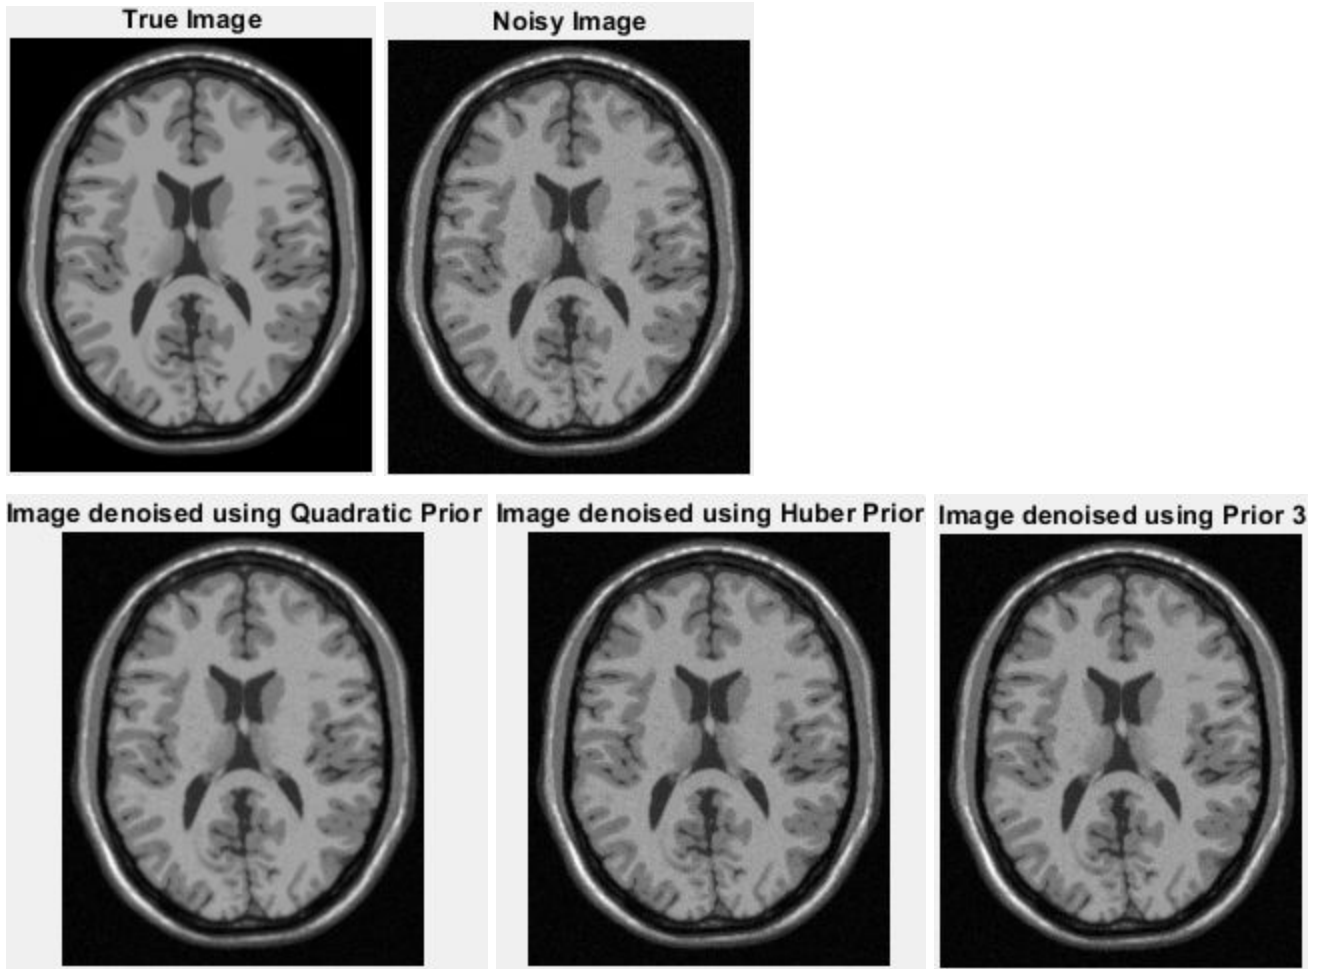 True Image
Noisy Image
Image denoised using Quadratic Prior
Image denoised using Huber Prior
Image denoised using Prior 3